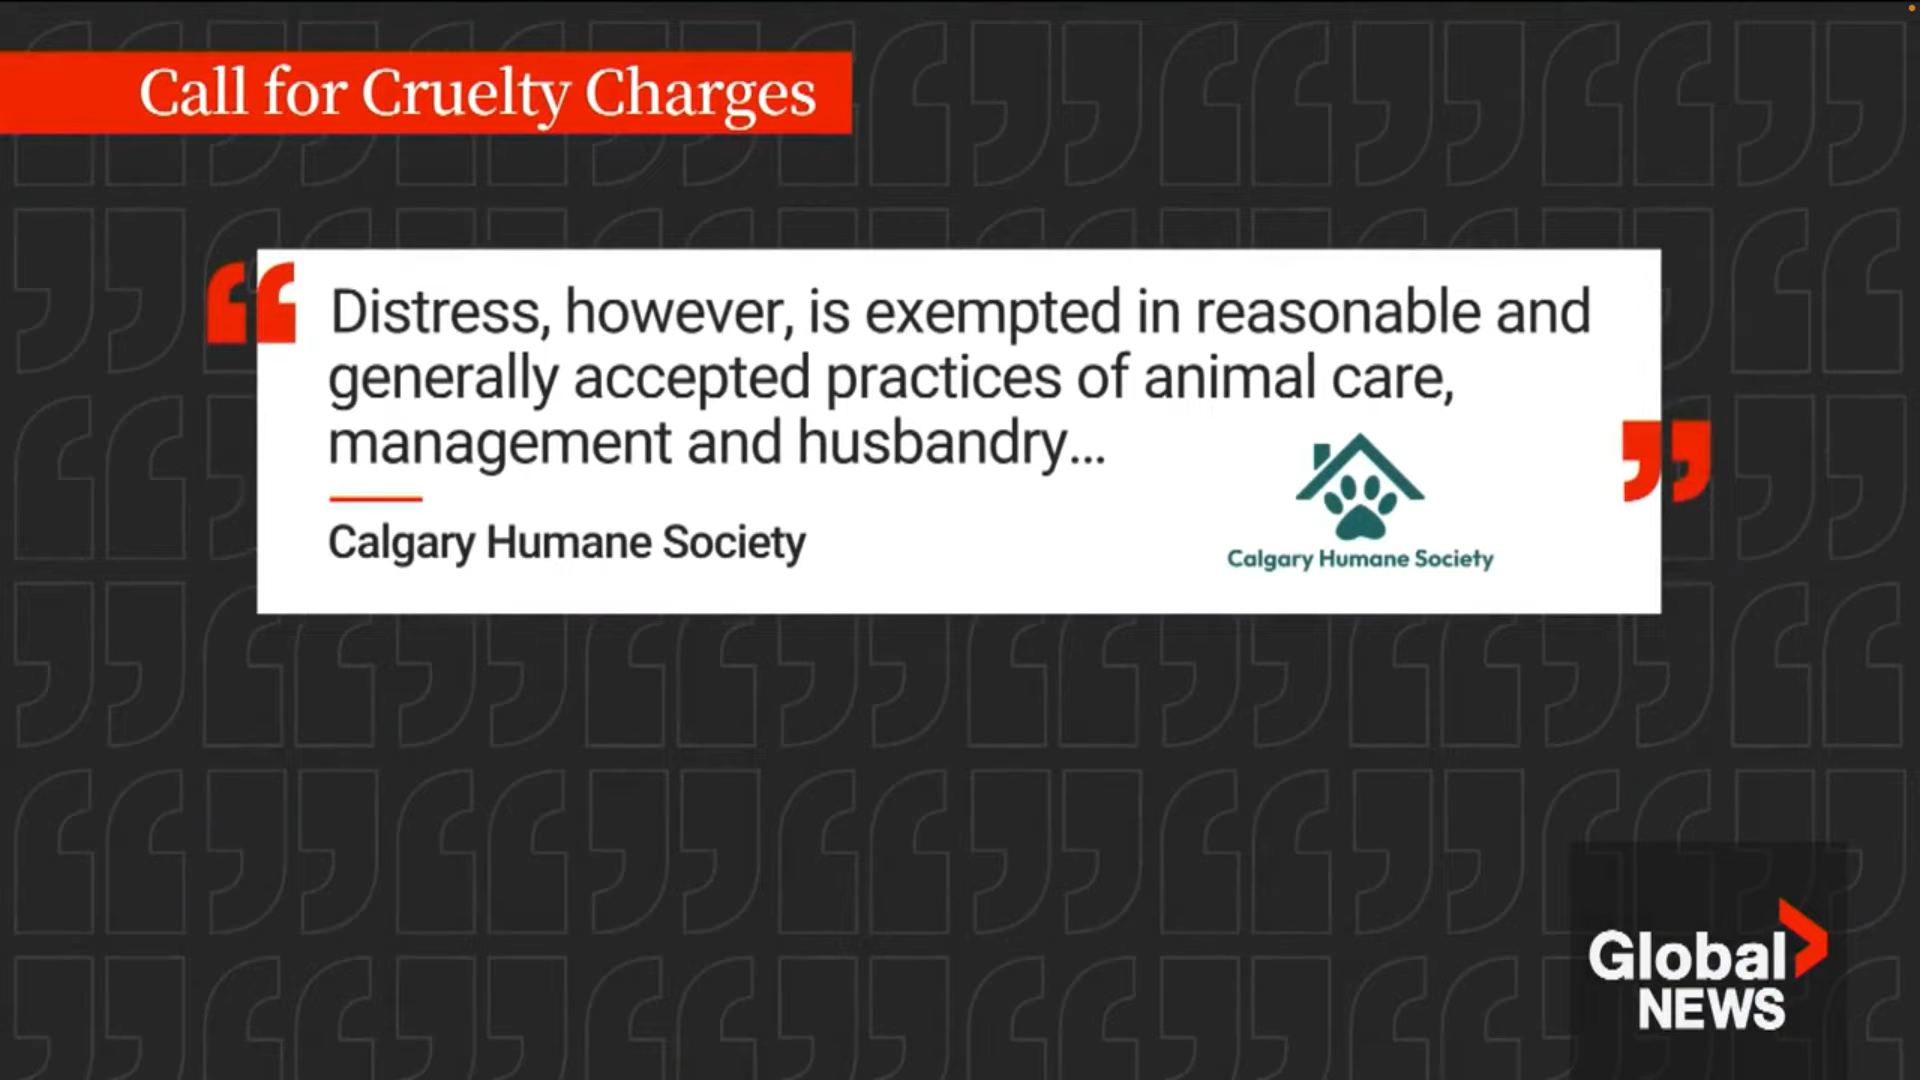 Call for Cruelty Charges
Distress, however, is exempted in reasonable and
generally accepted practices of animal care,
management and husbandry...
Calgary Humane Society
Calgary Humane Society
Global
NEWS